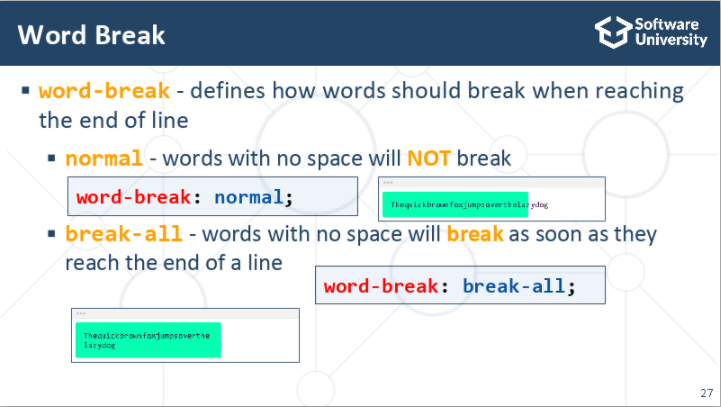 Word Break
Software
University
▪ word-break - defines how words should break when reaching
the end of line
▪ normal - words with no space will NOT break
word-break: normal;
Thequickbrownfoxjumpsoverthelazydog
▪ break-all - words with no space will break as soon as they
reach the end of a line
word-break: break-all;
Thequickbrownfoxjumpsoverthe
lazydog
27